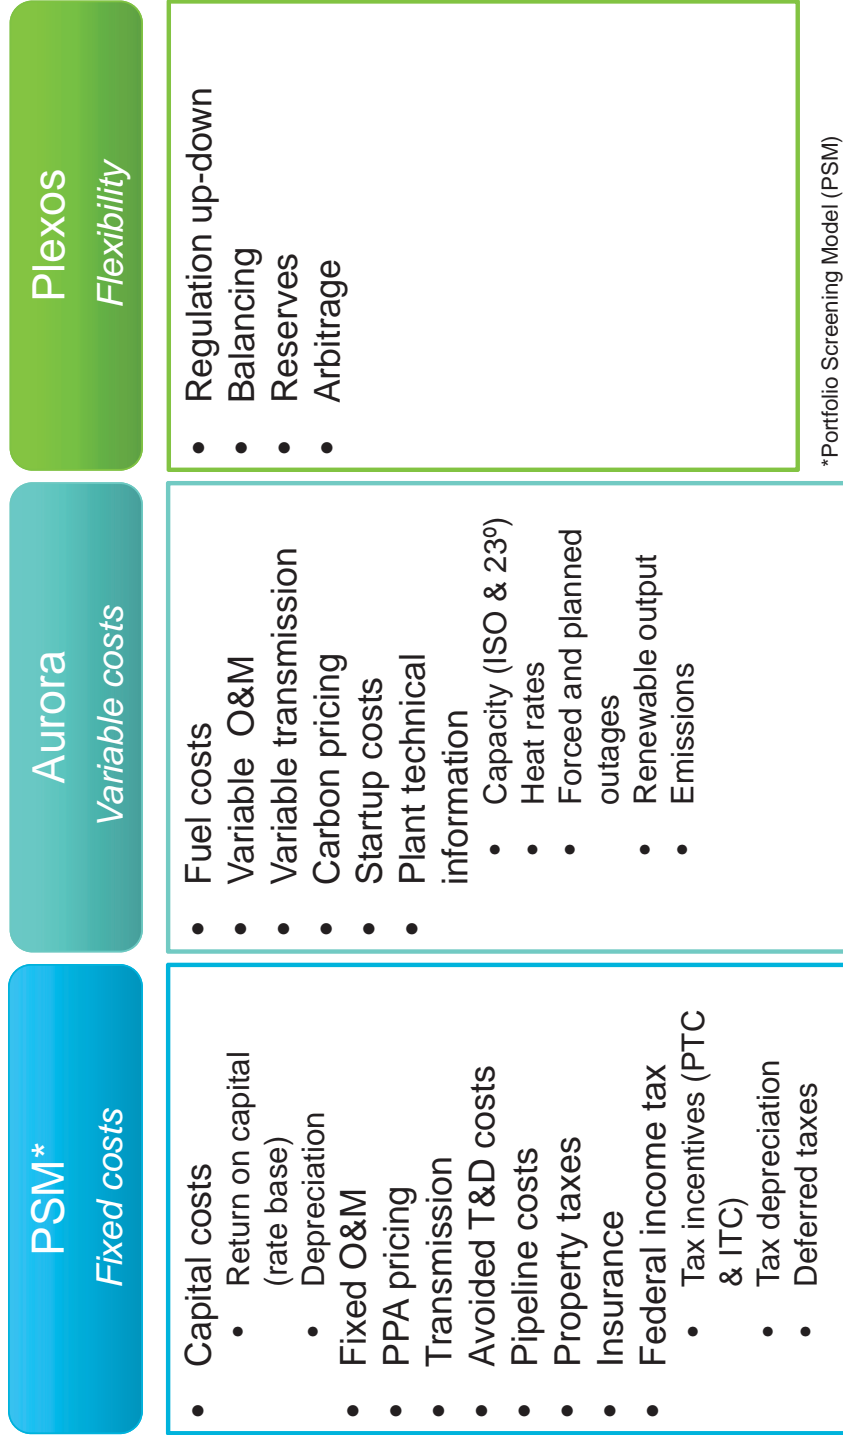 PSM*
Fixed costs
• Capital costs
• Return on capital
(rate base)
• Depreciation
• Fixed O&M
• PPA pricing
• Transmission
• Avoided T&D costs
• Pipeline costs
• Property taxes
• Insurance
• Federal income tax
• Tax incentives (PTC
& ITC)
• Tax depreciation
• Deferred taxes
Aurora
Variable costs
• Fuel costs
• Variable O&M
• Variable transmission
• Carbon pricing
• Startup costs
• Plant technical
information
• Capacity (ISO & 23º)
• Heat rates
• Forced and planned
outages
• Renewable output
• Emissions
Plexos
Flexibility
• Regulation up-down
• Balancing
• Reserves
• Arbitrage
*Portfolio Screening Model (PSM)